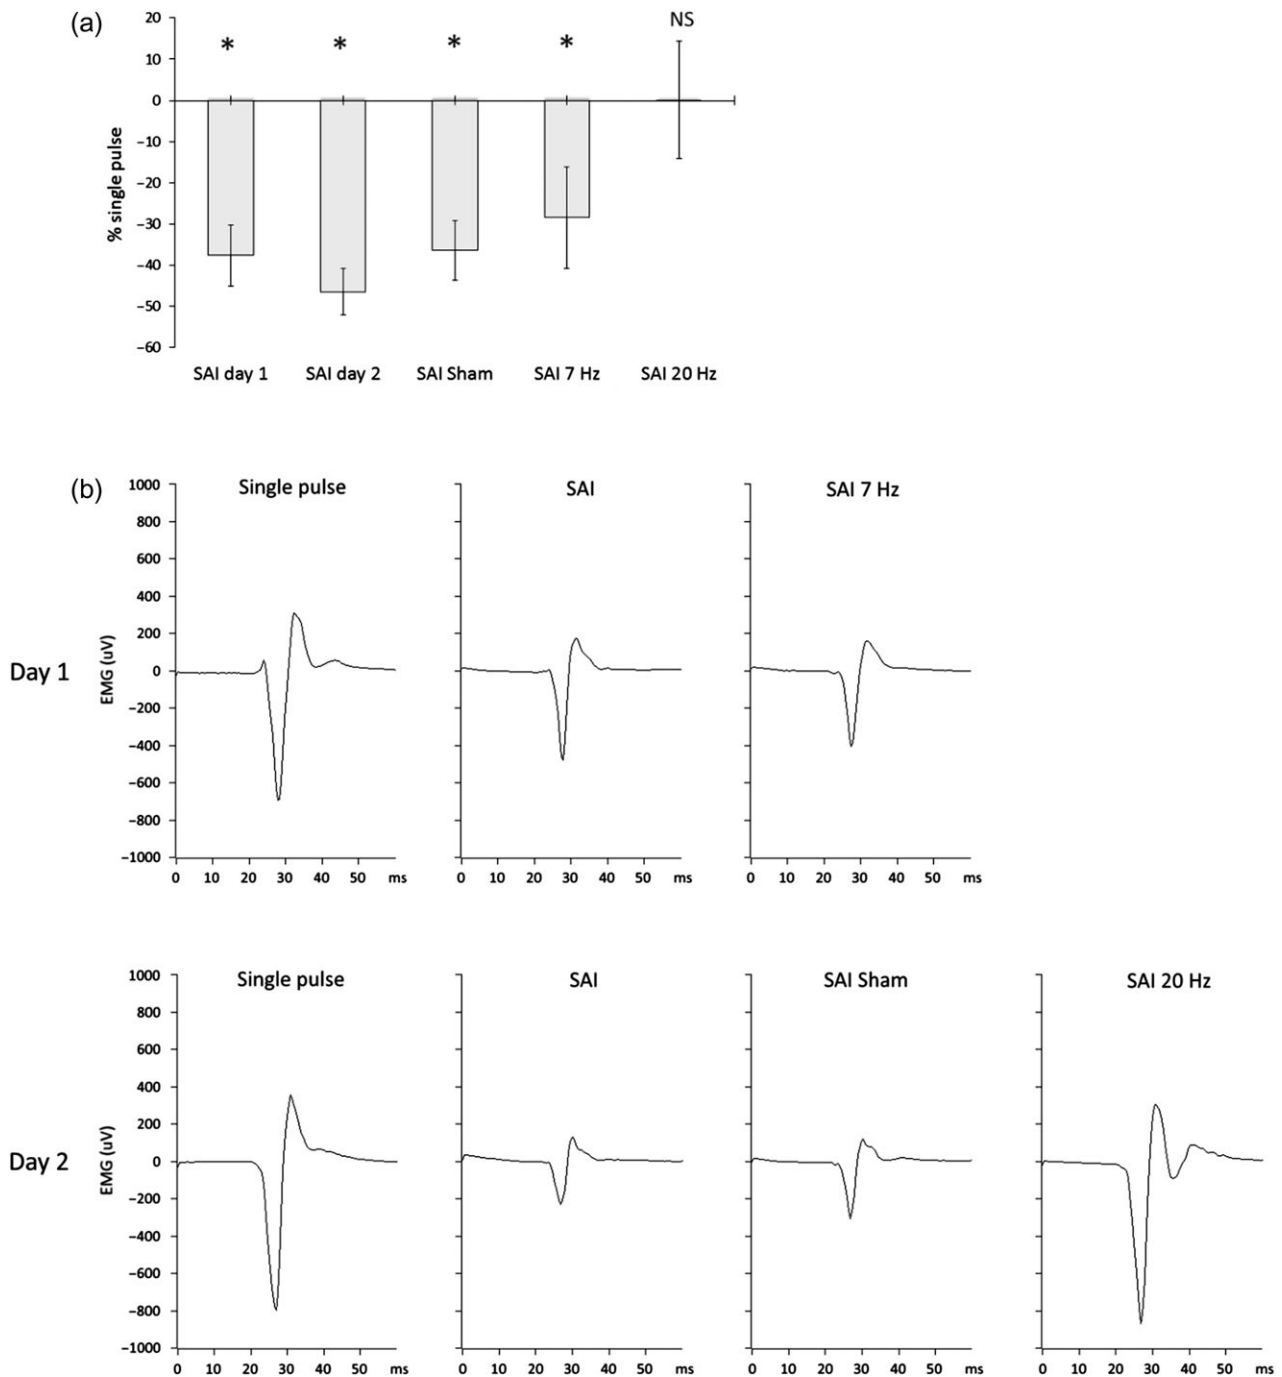 (a)
20
10
0
−10
−20
−30
−40
−50
−60
% single pulse
* * * * NS
SAI day 1 SAI day 2 SAI Sham SAI 7 Hz SAI 20 Hz
(b)
Day 1
EMG (uV)
1000
800
600
400
200
0
−200
−400
−600
−800
−1000
Single pulse SAI SAI 7 Hz
0 10 20 30 40 50 ms 0 10 20 30 40 50 ms 0 10 20 30 40 50 ms
Day 2
EMG (uV)
1000
800
600
400
200
0
−200
−400
−600
−800
−1000
Single pulse SAI SAI Sham SAI 20 Hz
0 10 20 30 40 50 ms 0 10 20 30 40 50 ms 0 10 20 30 40 50 ms 0 10 20 30 40 50 ms